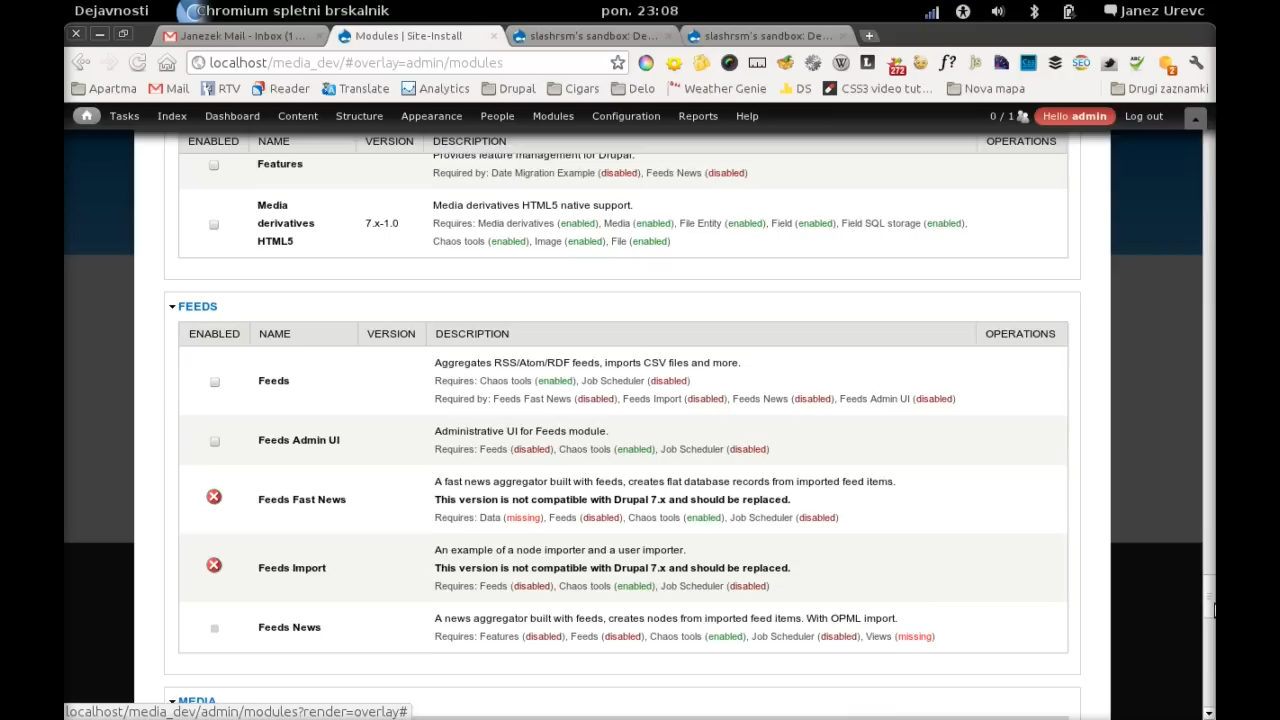 Dejavnosti
Chromium spletni brskalnik
pon. 23:08
Janez Urevc
Janezek Mail - Inbox (1 ...
Modules | Site-Install
slashrsm's sandbox: De...
slashrsm's sandbox: De...
localhost/media_dev/#overlay=admin/modules
Apartma
Mail
RTV
Reader
Translate
Analytics
Drupal
Cigars
Delo
Weather Genie
DS
CSS3 video tut...
Nova mapa
Drugi zaznamki
Tasks
Index
Dashboard
Content
Structure
Appearance
People
Modules
Configuration
Reports
Help
0 / 1
Hello admin
Log out
ENABLED NAME VERSION DESCRIPTION OPERATIONS
Features
Provides feature management for Drupal.
Required by: Date Migration Example (disabled), Feeds News (disabled)
Media derivatives HTML5
7.x-1.0
Media derivatives HTML5 native support.
Requires: Media derivatives (enabled), Media (enabled), File Entity (enabled), Field (enabled), Field SQL storage (enabled),
Chaos tools (enabled), Image (enabled), File (enabled)
FEEDS
ENABLED NAME VERSION DESCRIPTION OPERATIONS
Feeds
Aggregates RSS/Atom/RDF feeds, imports CSV files and more.
Requires: Chaos tools (enabled), Job Scheduler (disabled)
Required by: Feeds Fast News (disabled), Feeds Import (disabled), Feeds News (disabled), Feeds Admin UI (disabled)
Feeds Admin UI
Administrative UI for Feeds module.
Requires: Feeds (disabled), Chaos tools (enabled), Job Scheduler (disabled)
Feeds Fast News
A fast news aggregator built with feeds, creates flat database records from imported feed items.
This version is not compatible with Drupal 7.x and should be replaced.
Requires: Data (missing), Feeds (disabled), Chaos tools (enabled), Job Scheduler (disabled)
Feeds Import
An example of a node importer and a user importer.
This version is not compatible with Drupal 7.x and should be replaced.
Requires: Feeds (disabled), Chaos tools (enabled), Job Scheduler (disabled)
Feeds News
A news aggregator built with feeds, creates nodes from imported feed items. With OPML import.
Requires: Features (disabled), Feeds (disabled), Chaos tools (enabled), Job Scheduler (disabled), Views (missing)
MEDIA
localhost/media_dev/admin/modules?render=overlay#